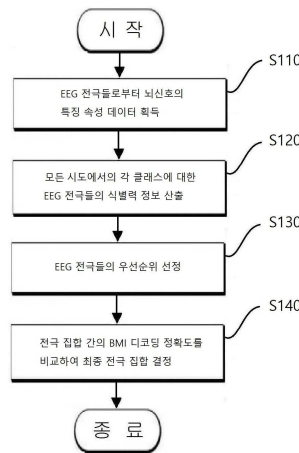 시 작
S110
EEG 전극들로부터 뇌신호의
특징 속성 데이터 획득
S120
모든 시도에서의 각 클래스에 대한
EEG 전극들의 식별력 정보 산출
S130
EEG 전극들의 우선순위 선정
S140
전극 집합 간의 BMI 디코딩 정확도를
비교하여 최종 전극 집합 결정
종 료